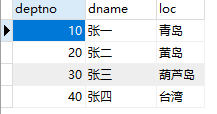 deptno dname loc
10 张一 青岛
20 张二 黄岛
30 张三 葫芦岛
40 张四 台湾